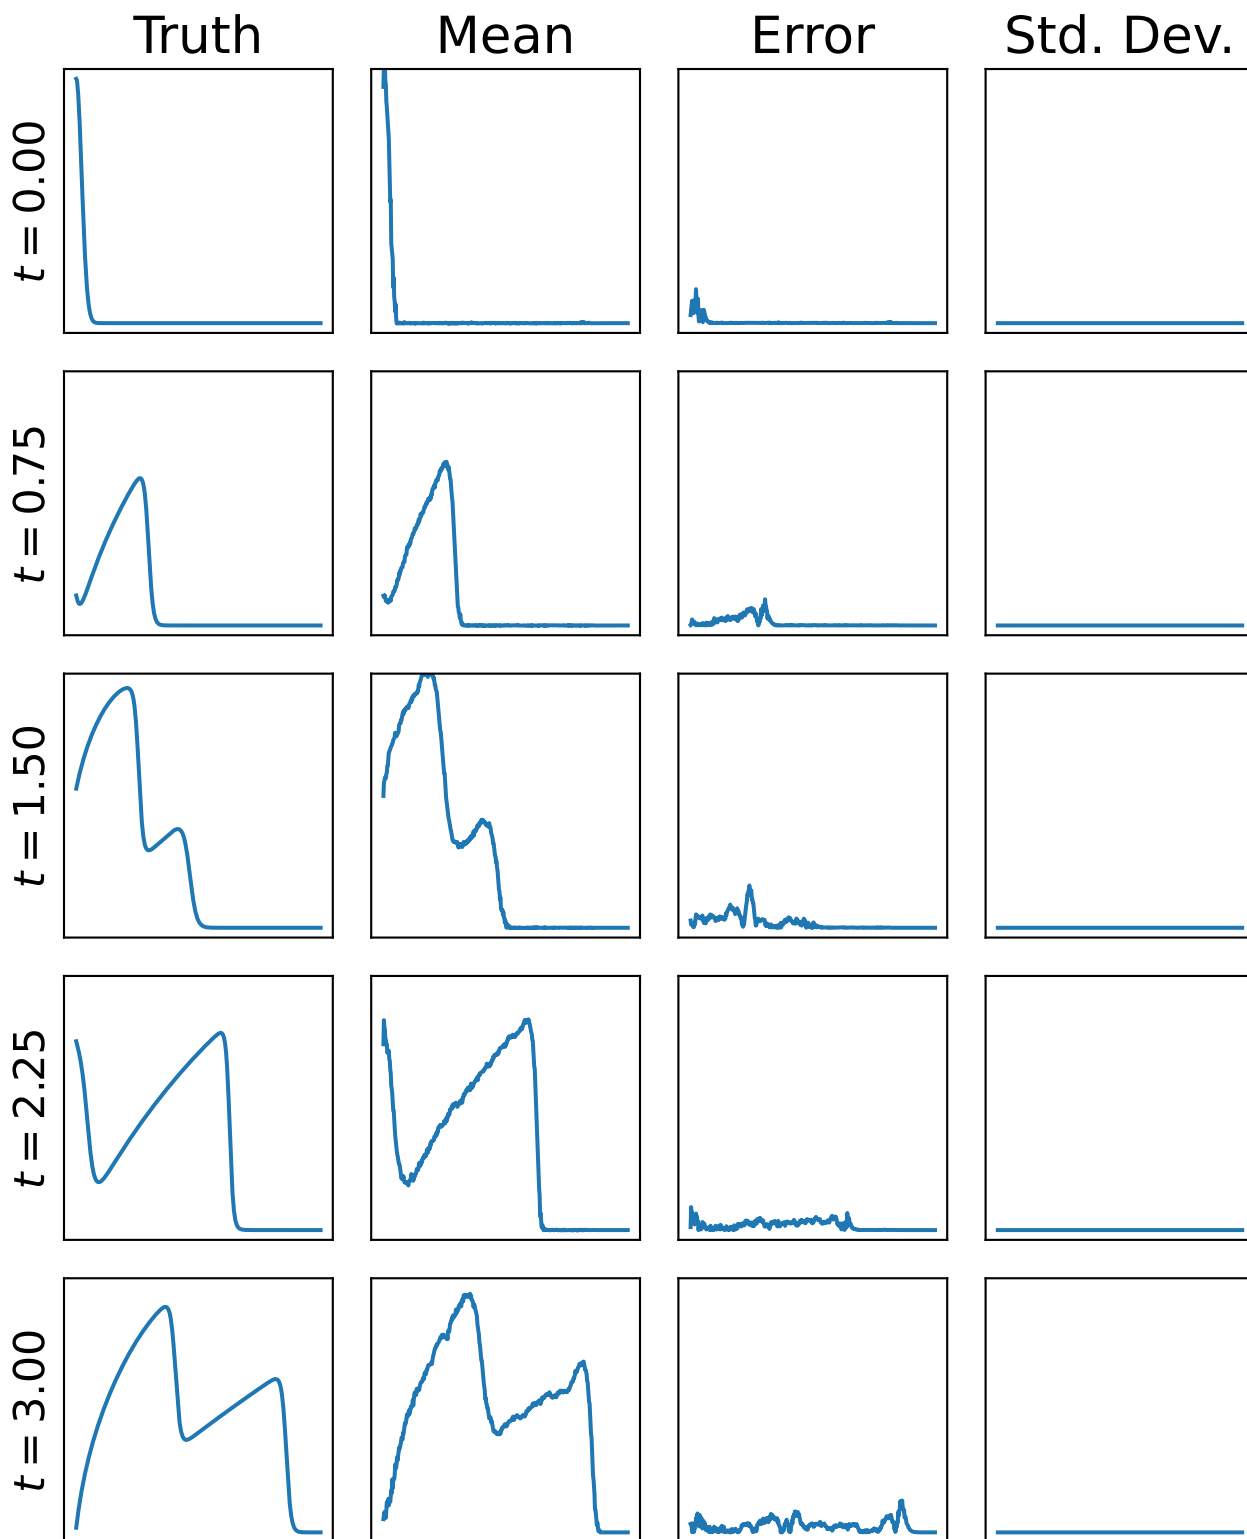 Truth Mean Error Std. Dev.
t = 0.00
t = 0.75
t = 1.50
t = 2.25
t = 3.00